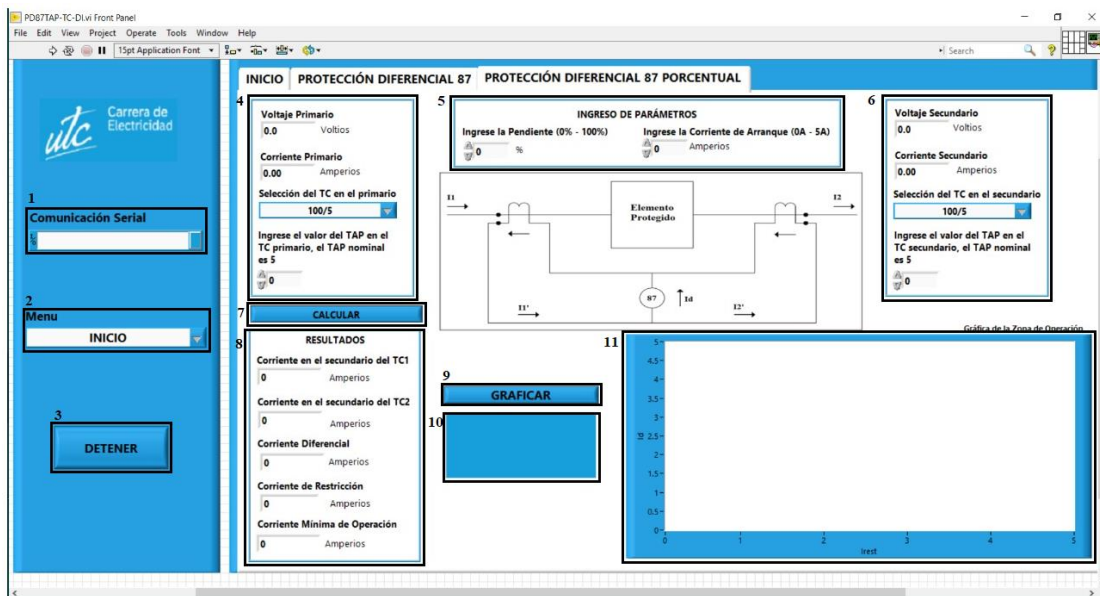 PD87TAP-TC-DI.vi Front Panel
File Edit View Project Operate Tools Window Help
15pt Application Font
Search
INICIO PROTECCIÓN DIFERENCIAL 87 PROTECCIÓN DIFERENCIAL 87 PORCENTUAL
utc
Carrera de
Electricidad
1
Comunicación Serial
2
Menu
INICIO
3
DETENER
4
Voltaje Primario
0.0 Voltios
Corriente Primario
0.00 Amperios
Selección del TC en el primario
100/5
Ingrese el valor del TAP en el
TC primario, el TAP nominal
es 5
0
5
INGRESO DE PARÁMETROS
Ingrese la Pendiente (0% - 100%) Ingrese la Corriente de Arranque (0A - 5A)
0 % 0 Amperios
I1 I2
Elemento
Protegido
87 Id
I1' I2'
6
Voltaje Secundario
0.0 Voltios
Corriente Secundario
0.00 Amperios
Selección del TC en el secundario
100/5
Ingrese el valor del TAP en el
TC secundario, el TAP nominal
es 5
0
7
CALCULAR
8
RESULTADOS
Corriente en el secundario del TC1
0 Amperios
Corriente en el secundario del TC2
0 Amperios
Corriente Diferencial
0 Amperios
Corriente de Restricción
0 Amperios
Corriente Mínima de Operación
0 Amperios
9
GRAFICAR
10
11
Gráfica de la Zona de Operación
5
4.5
4
3.5
3
2.5
2
1.5
1
0.5
0
Id
0 1 2 3 4 5
Irest